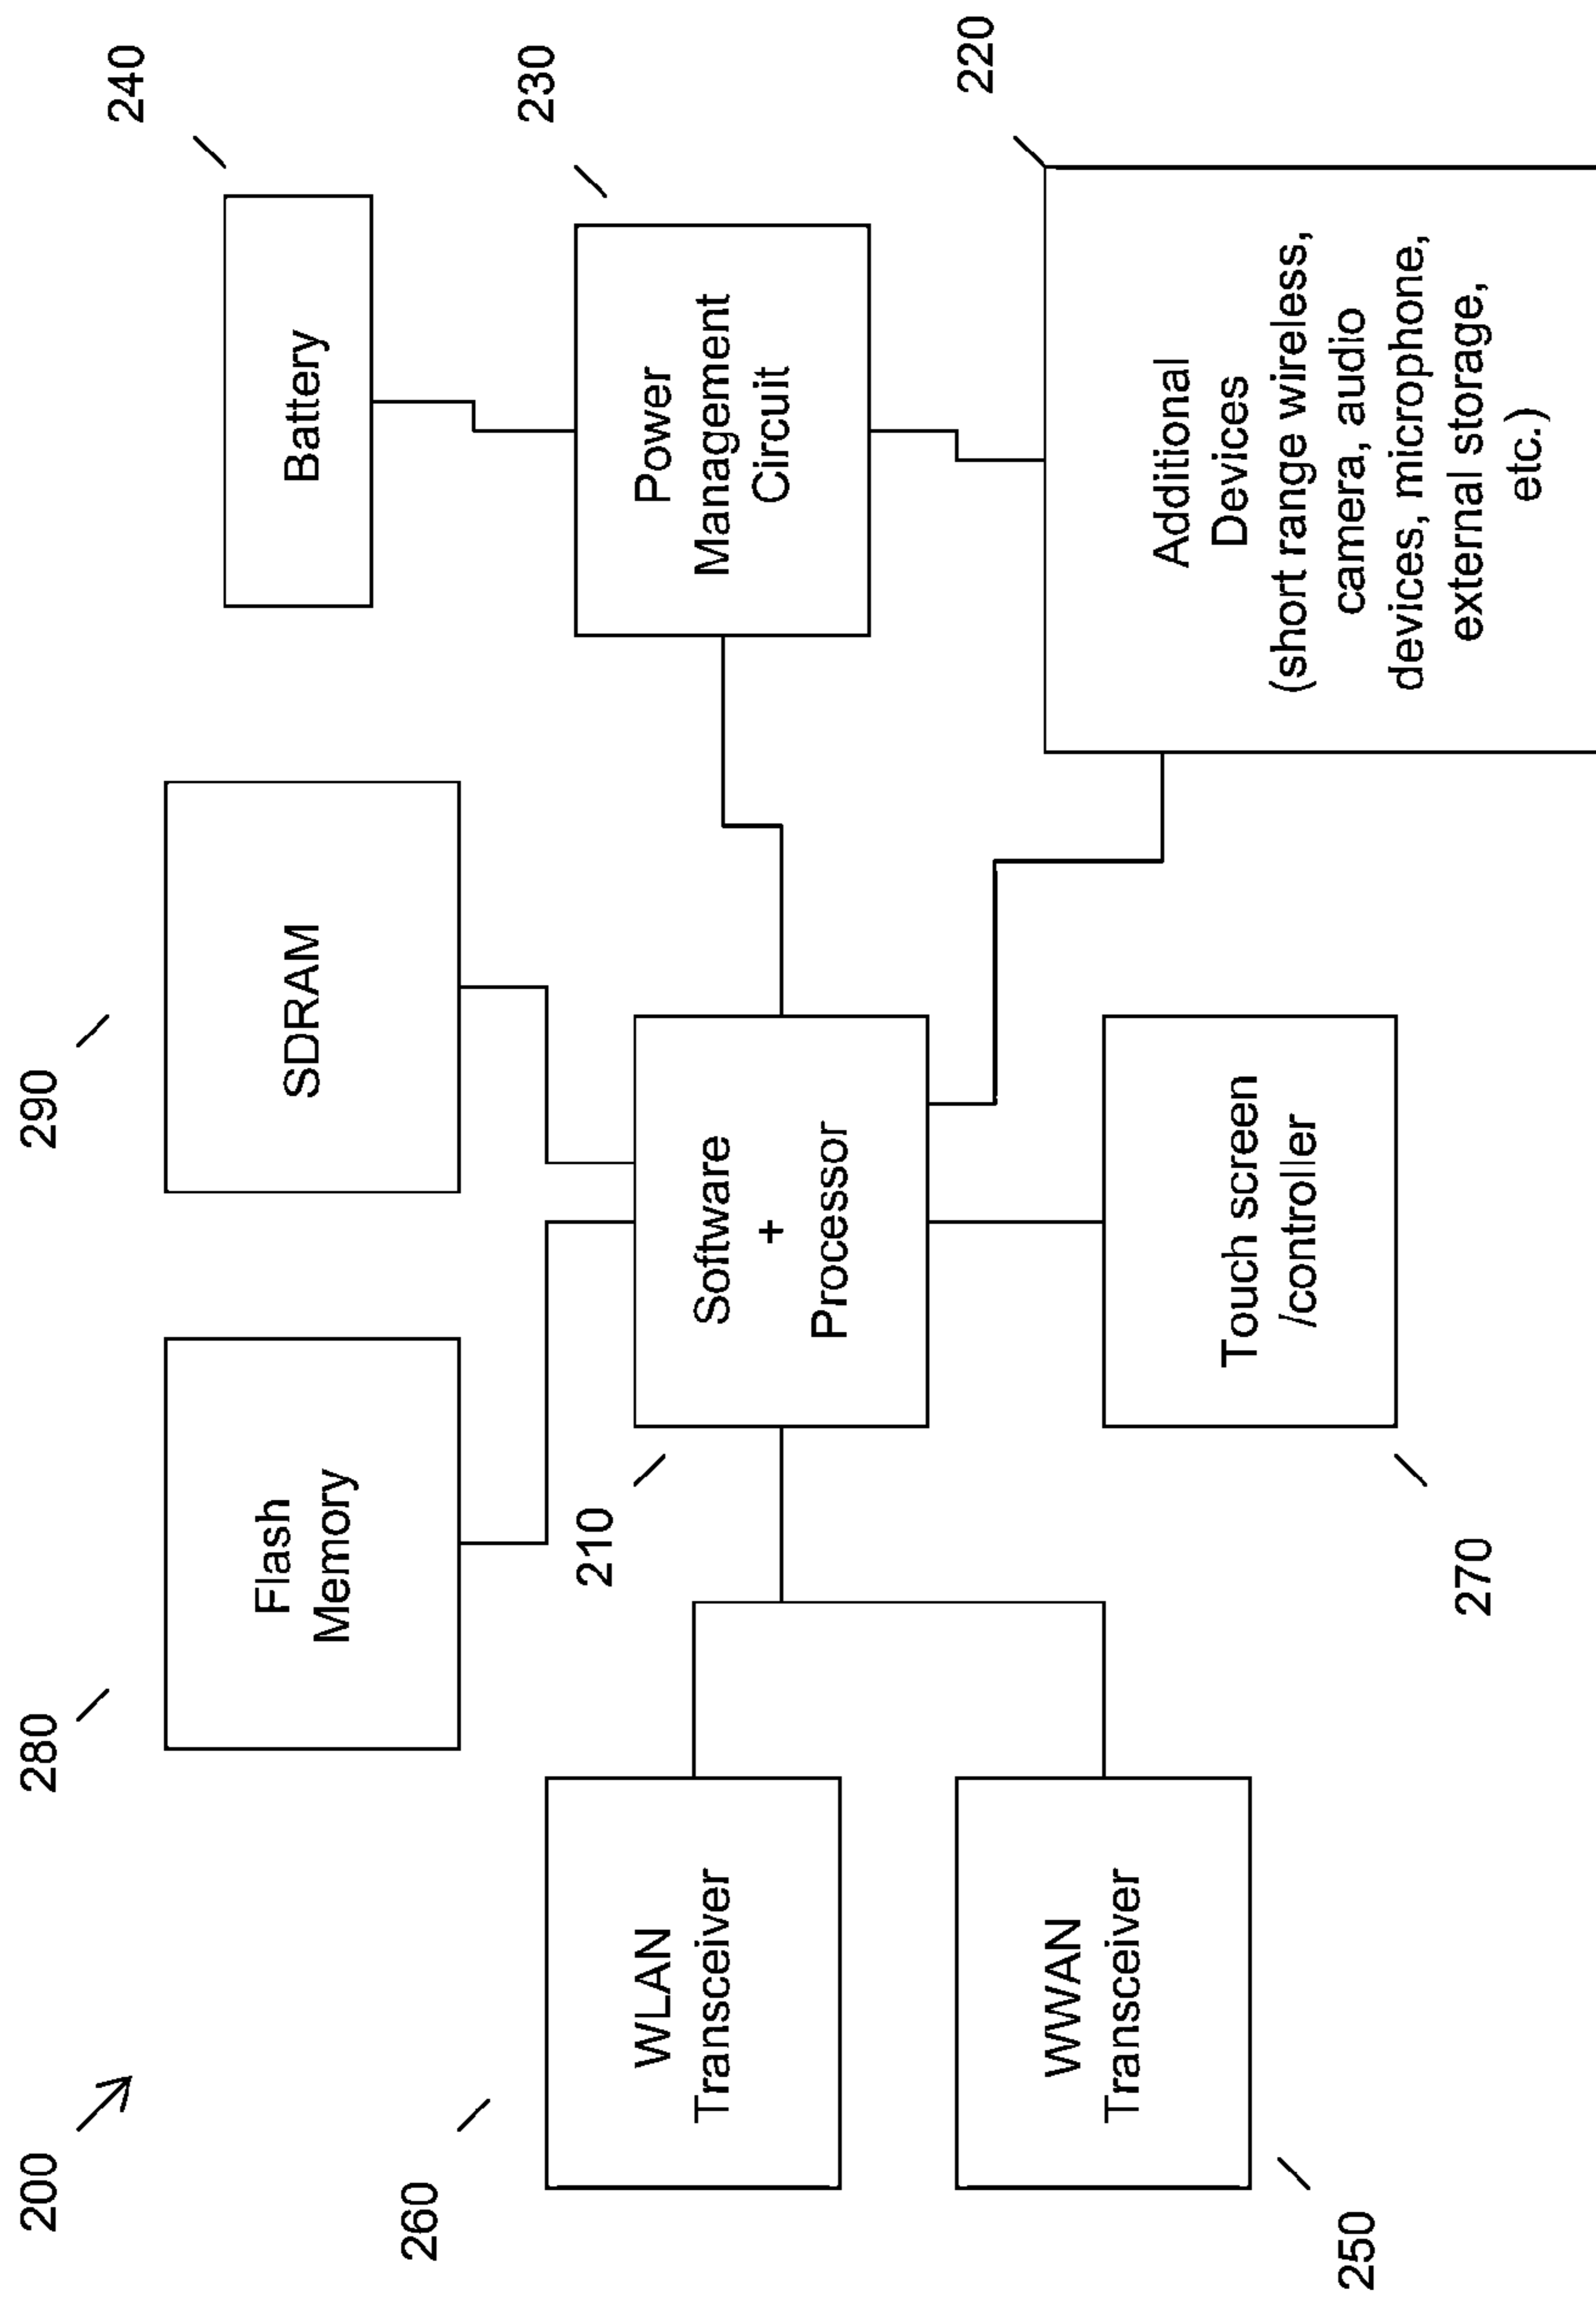 200
280
Flash
Memory
290
SDRAM
240
Battery
260
WLAN
Transceiver
210
Software
+
Processor
230
Power
Management
Circuit
250
WWAN
Transceiver
270
Touch screen
/controller
220
Additional
Devices
(short range wireless,
camera, audio
devices, microphone,
external storage,
etc.)